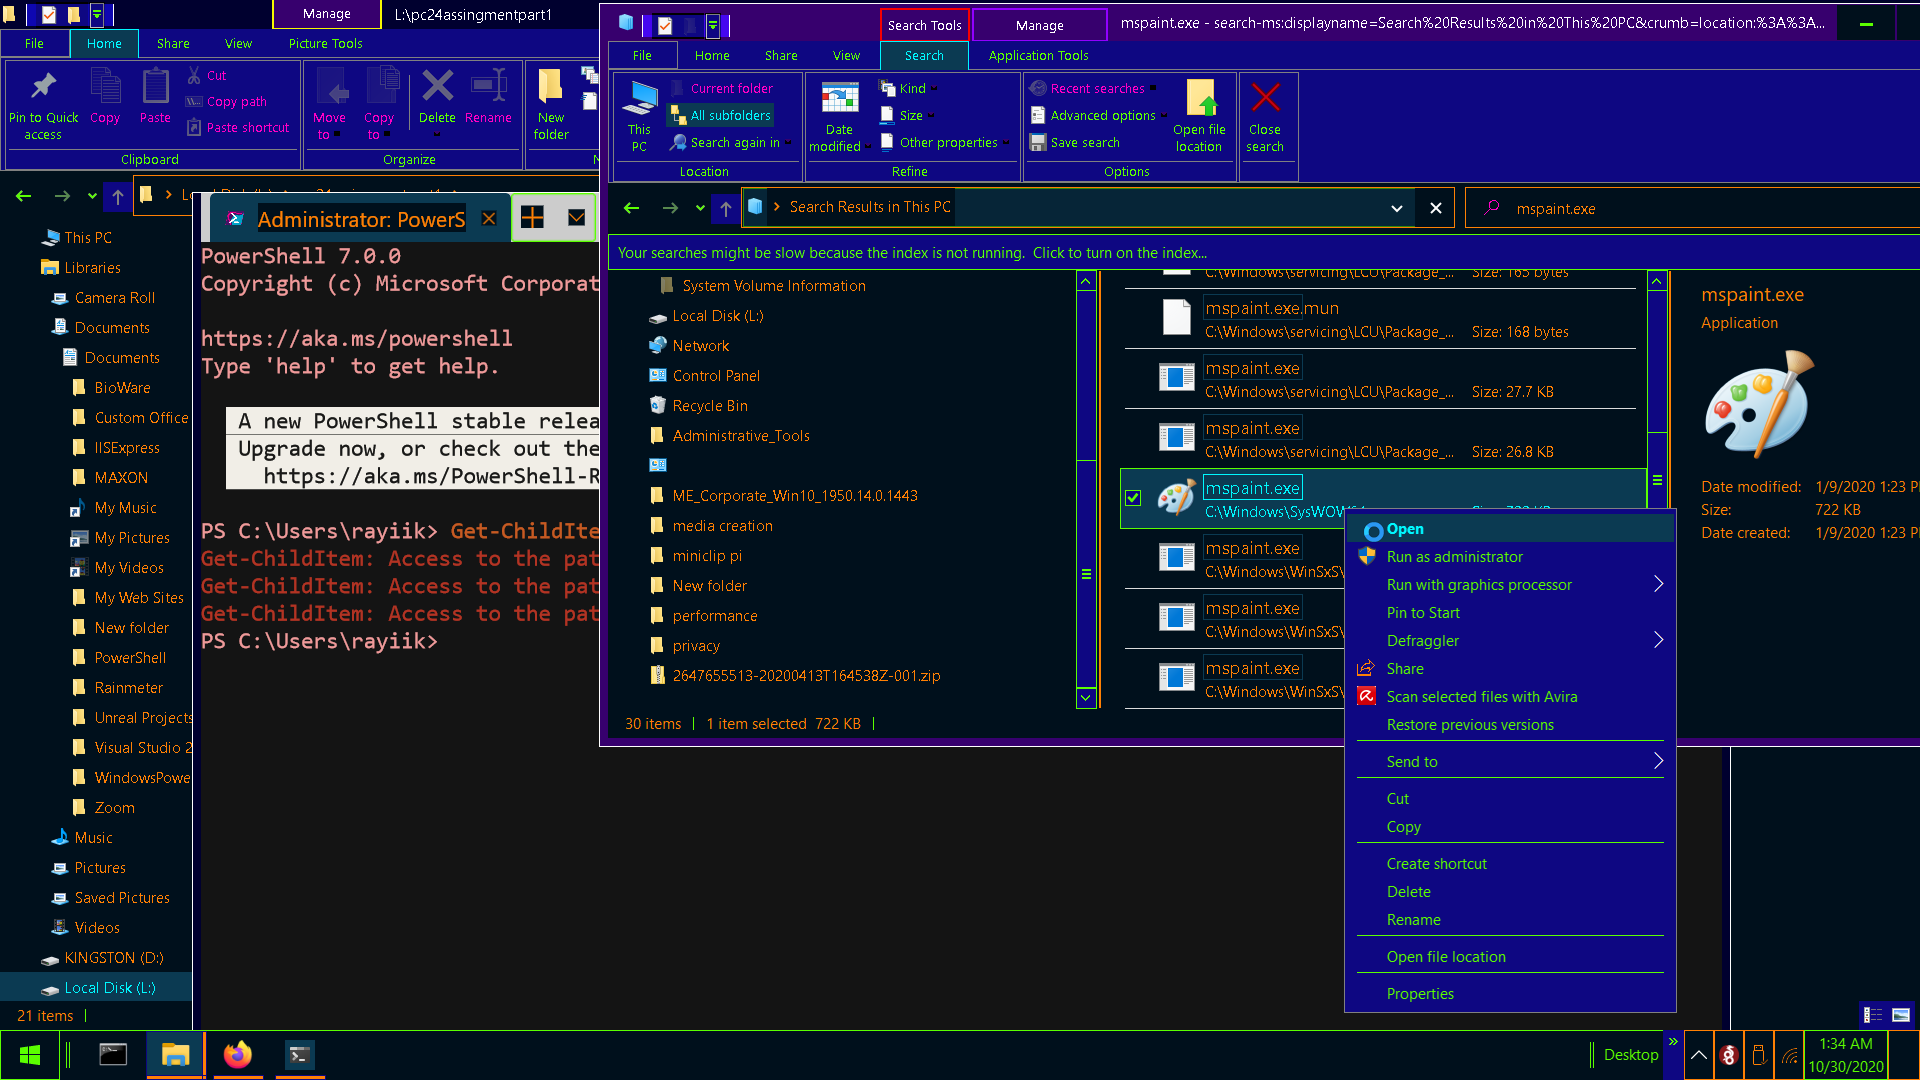 Manage
L:\pc24assingmentpart1
File
Home
Share
View
Picture Tools
Pin to Quick access
Copy
Paste
Cut
Copy path
Paste shortcut
Clipboard
Move to
Copy to
Delete
Rename
Organize
New folder
This PC
Libraries
Camera Roll
Documents
Documents
BioWare
Custom Office
IISExpress
MAXON
My Music
My Pictures
My Videos
My Web Sites
New folder
PowerShell
Rainmeter
Unreal Projects
Visual Studio 2
WindowsPowe
Zoom
Music
Pictures
Saved Pictures
Videos
KINGSTON (D:)
Local Disk (L:)
21 items
Administrator: PowerS
PowerShell 7.0.0
Copyright (c) Microsoft Corporat
https://aka.ms/powershell
Type 'help' to get help.
A new PowerShell stable relea
Upgrade now, or check out the
https://aka.ms/PowerShell-R
PS C:\Users\rayiik> Get-ChildIte
Get-ChildItem: Access to the pat
Get-ChildItem: Access to the pat
Get-ChildItem: Access to the pat
PS C:\Users\rayiik>
Search Tools
Manage
mspaint.exe - search-ms:displayname=Search%20Results%20in%20This%20PC&crumb=location:%3A%3A...
File
Home
Share
View
Search
Application Tools
This PC
Current folder
All subfolders
Search again in
Location
Date modified
Kind
Size
Other properties
Refine
Recent searches
Advanced options
Save search
Open file location
Options
Close search
Search Results in This PC
mspaint.exe
Your searches might be slow because the index is not running.  Click to turn on the index...
System Volume Information
Local Disk (L:)
Network
Control Panel
Recycle Bin
Administrative_Tools
ME_Corporate_Win10_1950.14.0.1443
media creation
miniclip pi
New folder
performance
privacy
2647655513-20200413T164538Z-001.zip
30 items
1 item selected  722 KB
C:\Windows\servicing\LCU\Package_... Size: 165 bytes
mspaint.exe.mun
C:\Windows\servicing\LCU\Package_... Size: 168 bytes
mspaint.exe
C:\Windows\servicing\LCU\Package_... Size: 27.7 KB
mspaint.exe
C:\Windows\servicing\LCU\Package_... Size: 26.8 KB
mspaint.exe
C:\Windows\SysWOW64
mspaint.exe
C:\Windows\WinSxS\
mspaint.exe
C:\Windows\WinSxS\
mspaint.exe
C:\Windows\WinSxS\
mspaint.exe
Application
Date modified: 1/9/2020 1:23 P
Size: 722 KB
Date created: 1/9/2020 1:23 P
Open
Run as administrator
Run with graphics processor
Pin to Start
Defraggler
Share
Scan selected files with Avira
Restore previous versions
Send to
Cut
Copy
Create shortcut
Delete
Rename
Open file location
Properties
Desktop
1:34 AM
10/30/2020